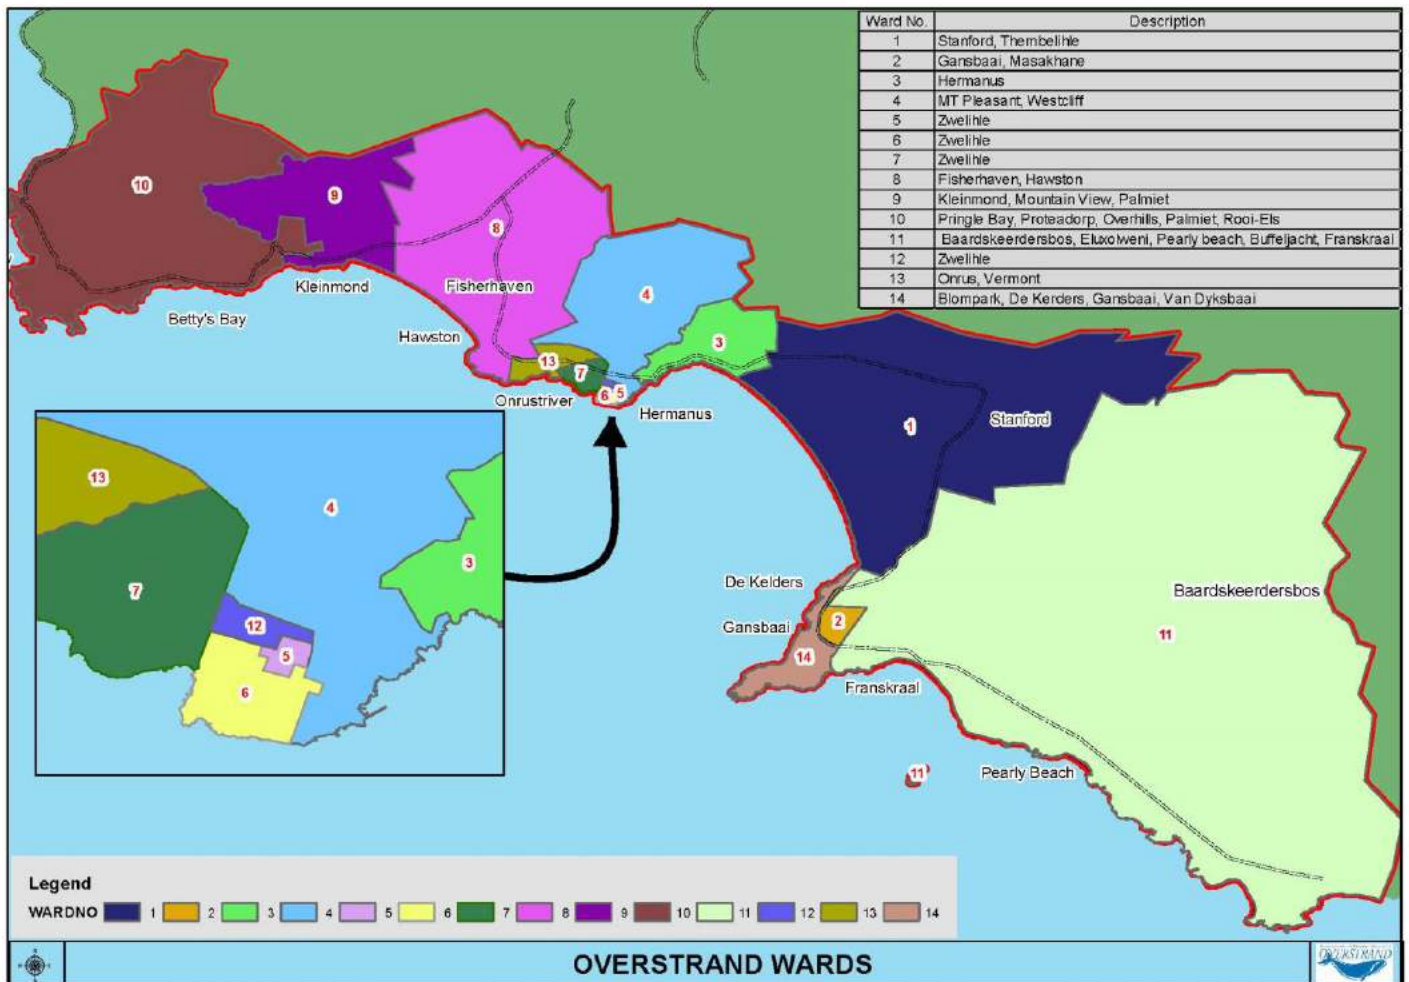 Ward No. Description
1 Stanford, Thembelihle
2 Gansbaai, Masakhane
3 Hermanus
4 MT Pleasant, Westcliff
5 Zwelihle
6 Zwelihle
7 Zwelihle
8 Fisherhaven, Hawston
9 Kleinmond, Mountain View, Palmiet
10 Pringle Bay, Proteadorp, Overhills, Palmiet, Rooi-Els
11 Baardskeerdersbos, Eluxolweni, Pearly beach, Buffeljacht, Franskraal
12 Zwelihle
13 Onrus, Vermont
14 Blompark, De Kerders, Gansbaai, Van Dyksbaai
10
9
8
Kleinmond
Fisherhaven
4
Betty's Bay
Hawston
3
13
7
6
5
Onrustriver
Hermanus
1
Stanford
13
4
3
7
12
5
6
De Kelders
Gansbaai
2
14
Franskraal
Baardskeerdersbos
11
11
Pearly Beach
Legend
WARDNO 1 2 3 4 5 6 7 8 9 10 11 12 13 14
OVERSTRAND WARDS
OVERSTRAND